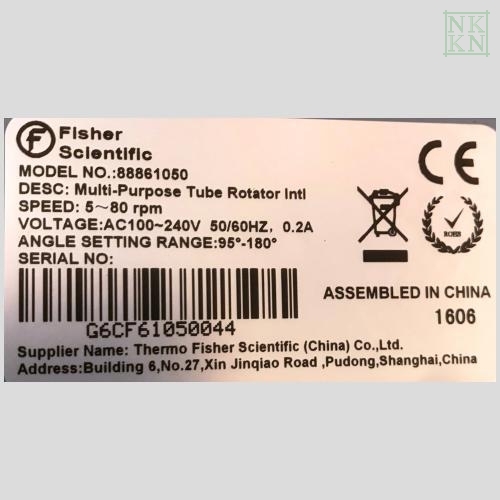 NK
KN
Fisher
Scientific
MODEL NO.:88861050
DESC: Multi-Purpose Tube Rotator Intl
SPEED: 5~80 rpm
VOLTAGE:AC100~240V 50/60HZ, 0.2A
ANGLE SETTING RANGE:95°-180°
SERIAL NO:
G6CF61050044
CE
ROHS
ASSEMBLED IN CHINA
1606
Supplier Name: Thermo Fisher Scientific (China) Co., Ltd.
Address:Building 6,No.27,Xin Jinqiao Road ,Pudong,Shanghai,China